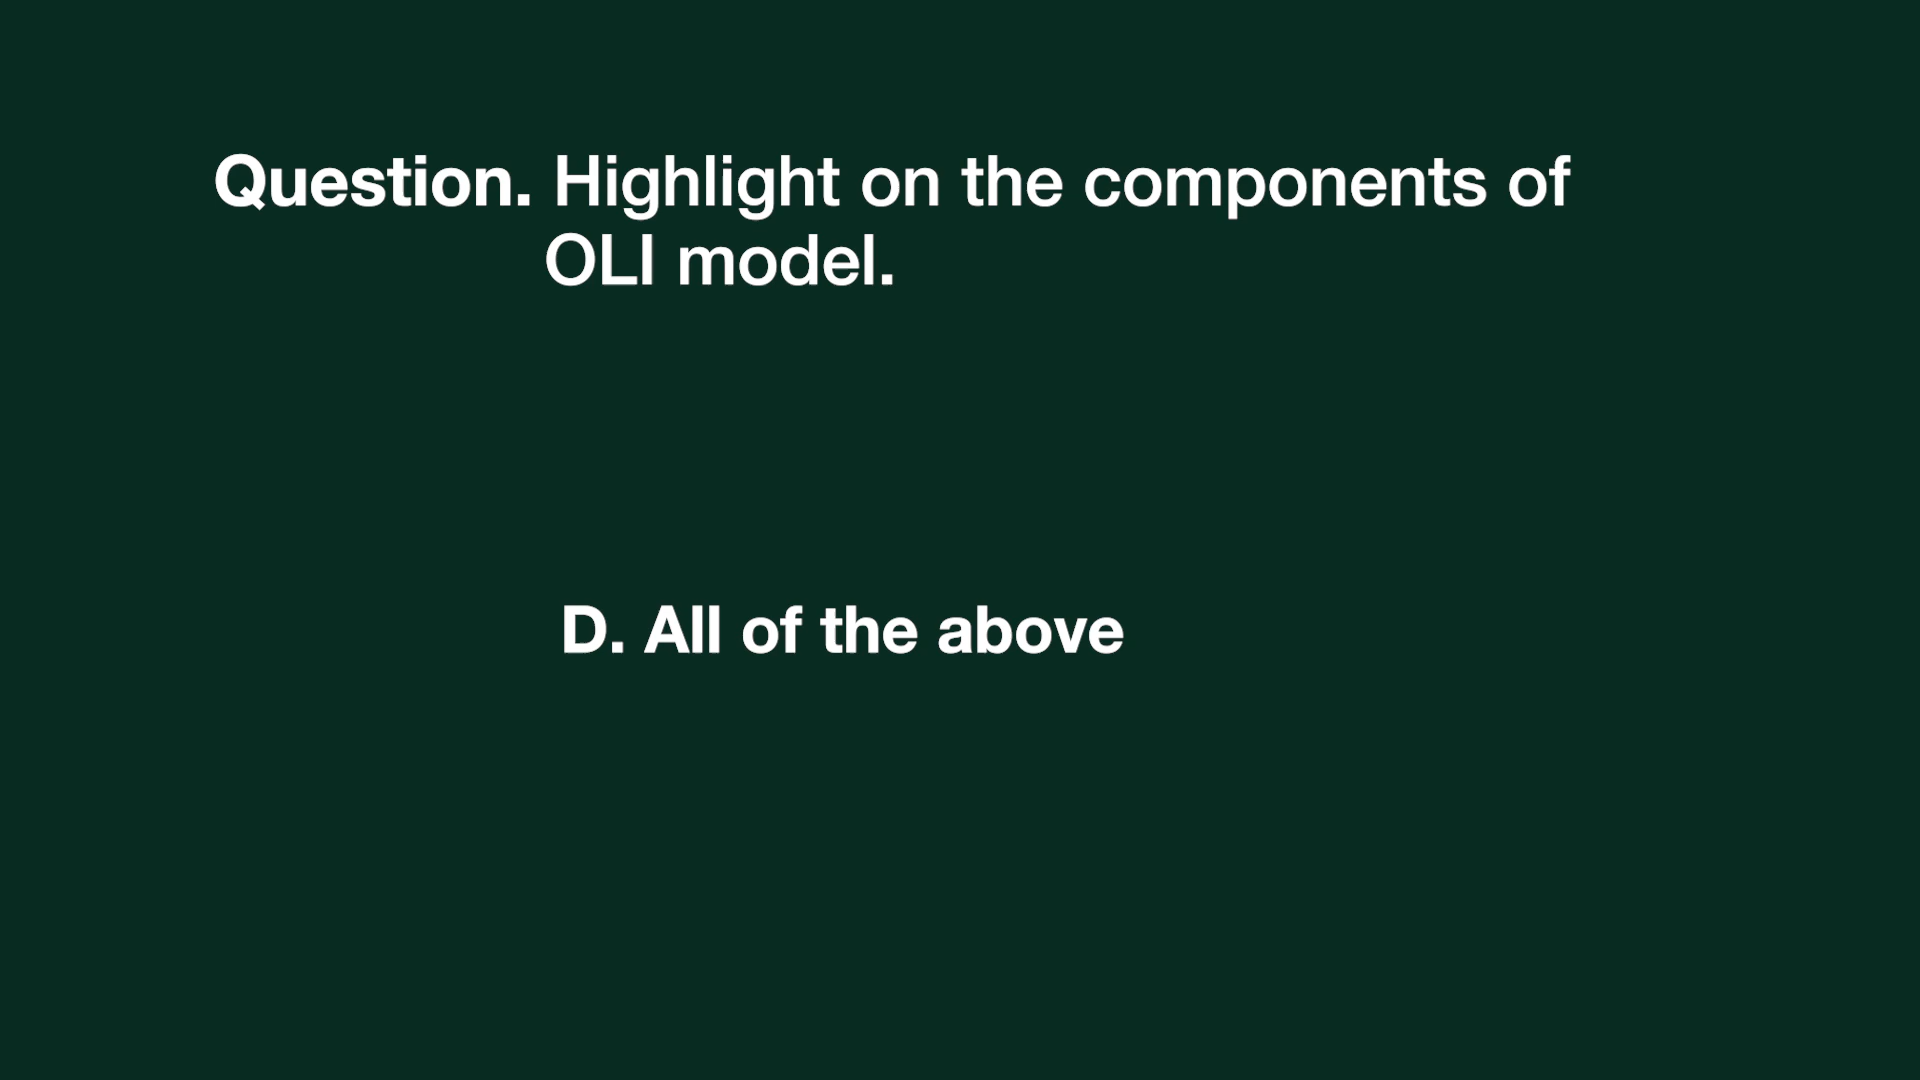 Question. Highlight on the components of
OLI model.
D. All of the above